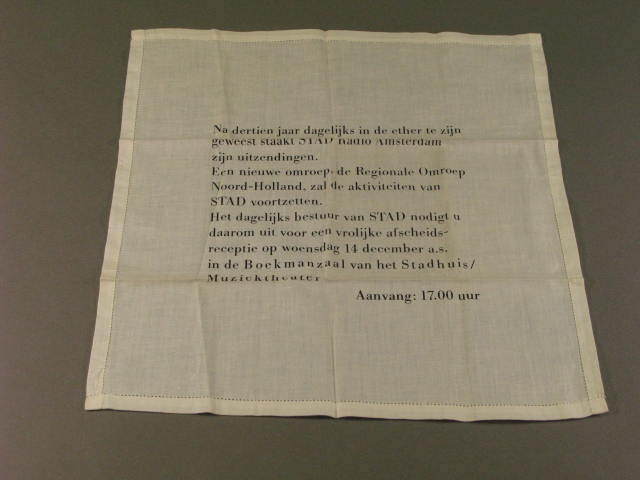 Na dertien jaar dagelijks in de ether te zijn
geweest staakt STAD Radio Amsterdam
zijn uitzendingen.
Een nieuwe omroep, de Regionale Omroep
Noord-Holland, zal de aktiviteiten van
STAD voortzetten.
Het dagelijks bestuur van STAD nodigt u
daarom uit voor een vrolijke afscheids-
receptie op woensdag 14 december a.s.
in de Boekmanzaal van het Stadhuis/
Muziektheater
Aanvang: 17.00 uur